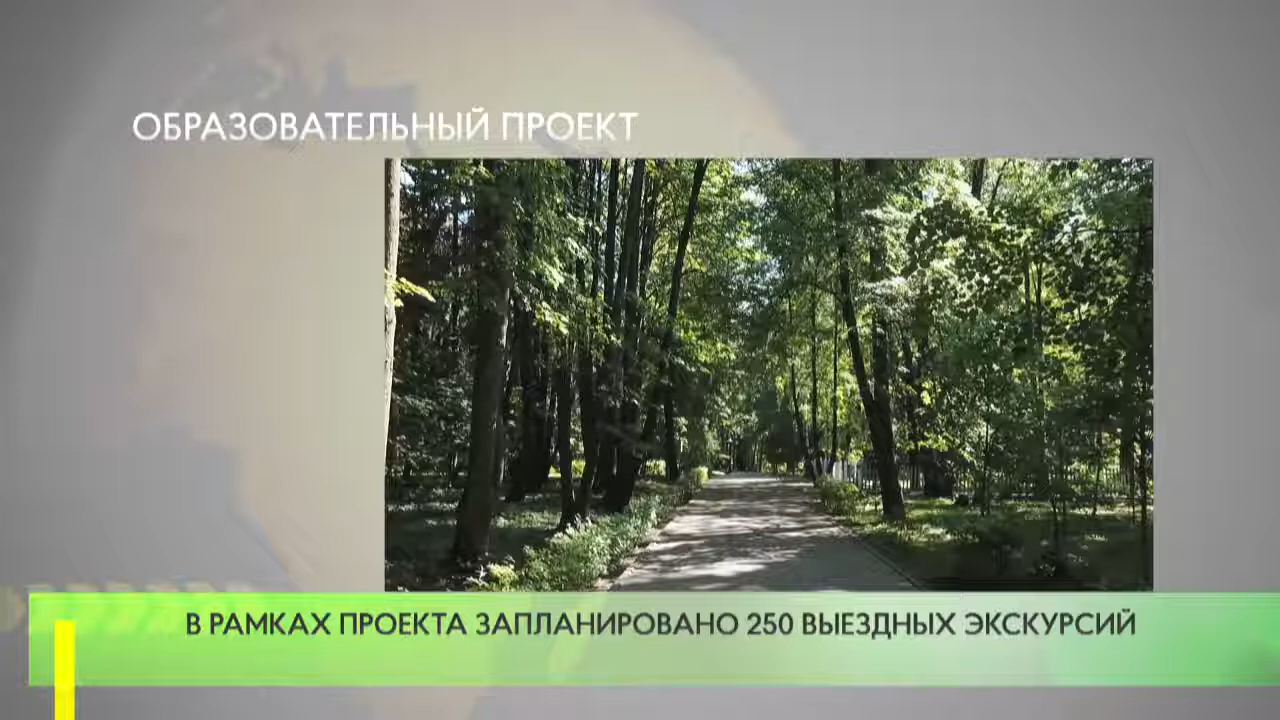 ОБРАЗОВАТЕЛЬНЫЙ ПРОЕКТ
В РАМКАХ ПРОЕКТА ЗАПЛАНИРОВАНО 250 ВЫЕЗДНЫХ ЭКСКУРСИЙ